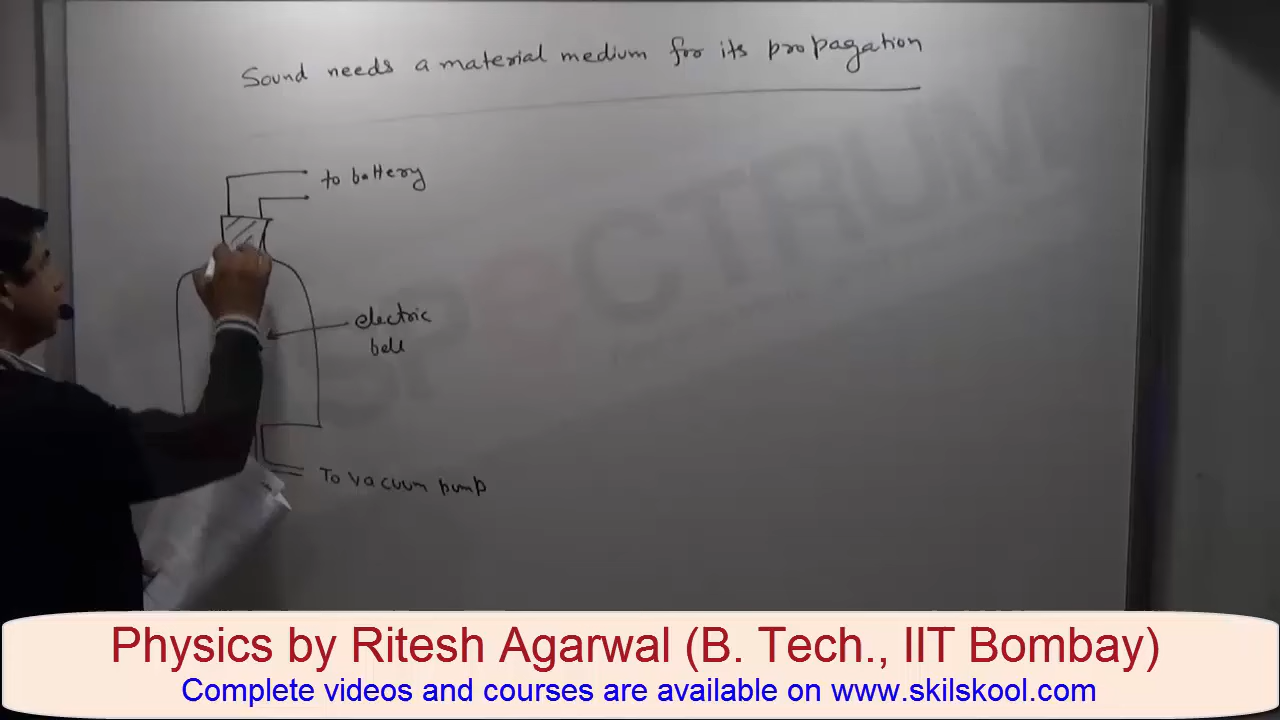 Sound needs a material medium for its propagation
to battery
electric
bell
To vacuum pump
SPECTRUM
Physics by Ritesh Agarwal (B. Tech., IIT Bombay)
Complete videos and courses are available on www.skilskool.com